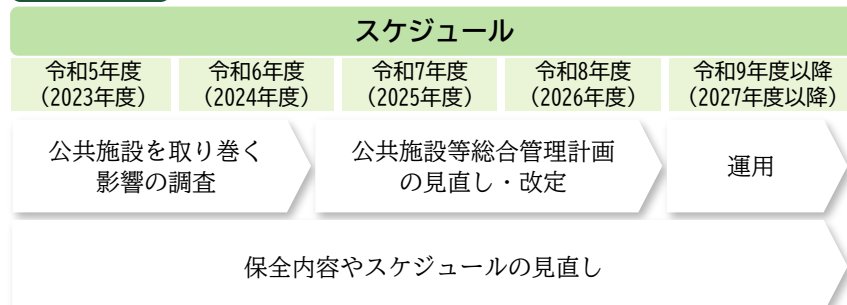 スケジュール
令和5年度
（2023年度）
令和6年度
（2024年度）
令和7年度
（2025年度）
令和8年度
（2026年度）
令和9年度以降
（2027年度以降）
公共施設を取り巻く
影響の調査
公共施設等総合管理計画
の見直し・改定
運用
保全内容やスケジュールの見直し